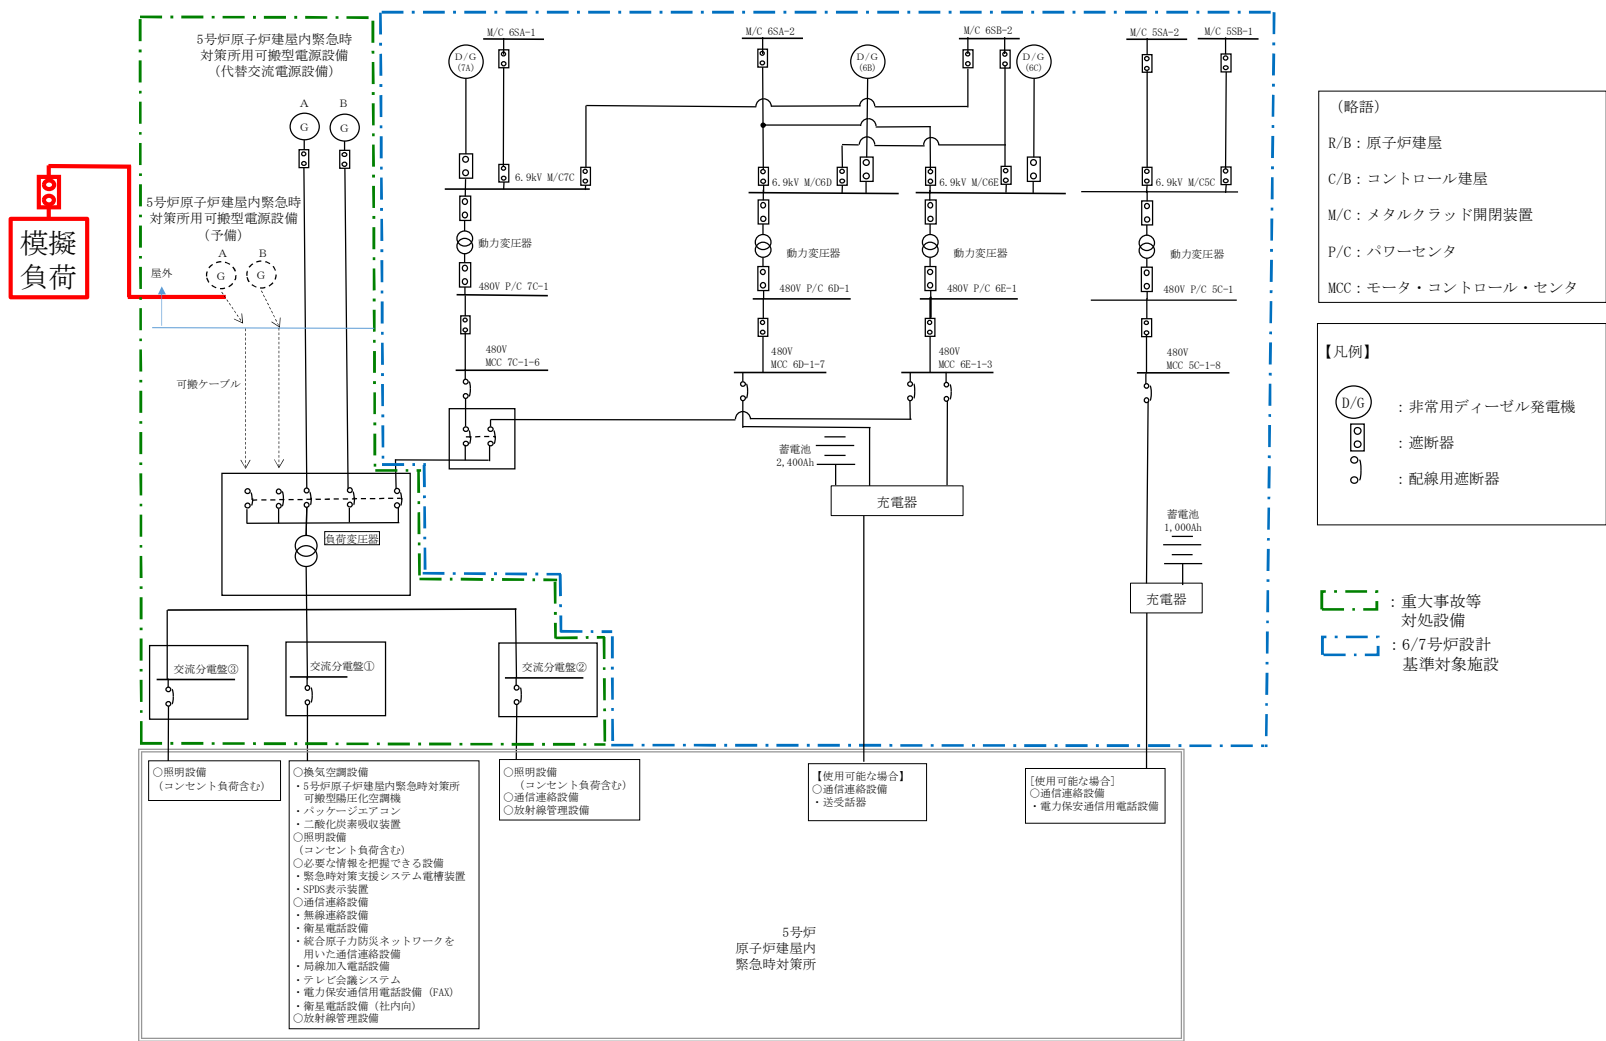 5号炉原子炉建屋内緊急時
対策所用可搬型電源設備
(代替交流電源設備)
A
B
G
G
模擬
負荷
5号炉原子炉建屋内緊急時
対策所用可搬型電源設備
(予備)
A
B
G
G
屋外
可搬ケーブル
M/C 6SA-1
M/C 6SA-2
M/C 6SB-2
M/C 5SA-2
M/C 5SB-1
D/G
(7A)
D/G
(6B)
D/G
(6C)
6.9kV M/C7C
6.9kV M/C6D
6.9kV M/C6E
6.9kV M/C5C
動力変圧器
動力変圧器
動力変圧器
動力変圧器
480V P/C 7C-1
480V P/C 6D-1
480V P/C 6E-1
480V P/C 5C-1
480V
MCC 7C-1-6
480V
MCC 6D-1-7
480V
MCC 6E-1-3
480V
MCC 5C-1-8
蓄電池
2,400Ah
充電器
蓄電池
1,000Ah
充電器
負荷変圧器
交流分電盤③
交流分電盤①
交流分電盤②
○照明設備
(コンセント負荷含む)
○換気空調設備
・5号炉原子炉建屋内緊急時対策所
可搬型陽圧化空調機
・パッケージエアコン
・二酸化炭素吸収装置
○照明設備
(コンセント負荷含む)
○必要な情報を把握できる設備
・緊急時対策支援システム電槽装置
・SPDS表示装置
○通信連絡設備
・無線連絡設備
・衛星電話設備
・統合原子力防災ネットワークを
用いた通信連絡設備
・局線加入電話設備
・テレビ会議システム
・電力保安通信用電話設備 (FAX)
・衛星電話設備(社内向)
○放射線管理設備
○照明設備
(コンセント負荷含む)
○通信連絡設備
○放射線管理設備
【使用可能な場合】
○通信連絡設備
・送受話器
[使用可能な場合]
○通信連絡設備
・電力保安通信用電話設備
5号炉
原子炉建屋内
緊急時対策所
(略語)
R/B:原子炉建屋
C/B:コントロール建屋
M/C:メタルクラッド開閉装置
P/C:パワーセンタ
MCC:モータ・コントロール・センタ
【凡例】
D/G
:非常用ディーゼル発電機
:遮断器
:配線用遮断器
:重大事故等
対処設備
:6/7号炉設計
基準対象施設